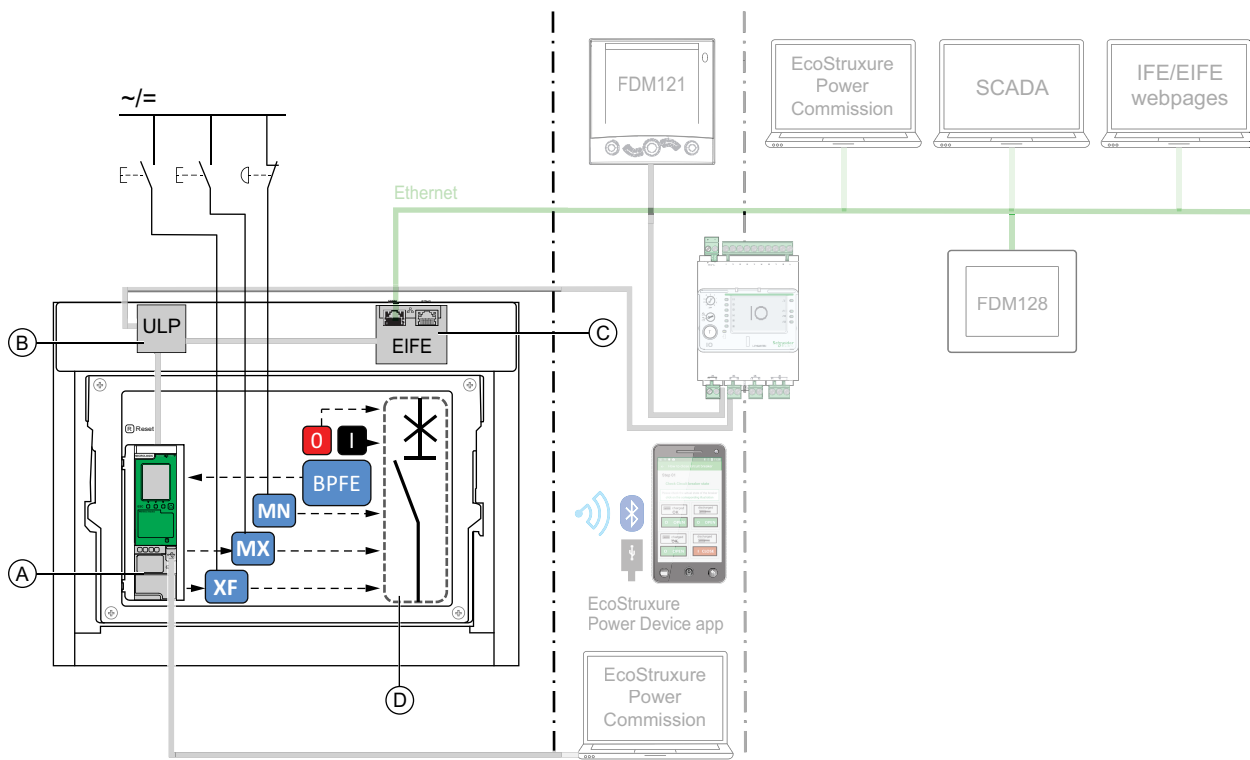 ~/=
FDM121
EcoStruxure
Power
Commission
SCADA
IFE/EIFE
webpages
Ethernet
IO
FDM128
ULP
EIFE
B
C
R Reset
0
I
BPFE
MN
MX
XF
A
D
EcoStruxure
Power Device app
EcoStruxure
Power
Commission